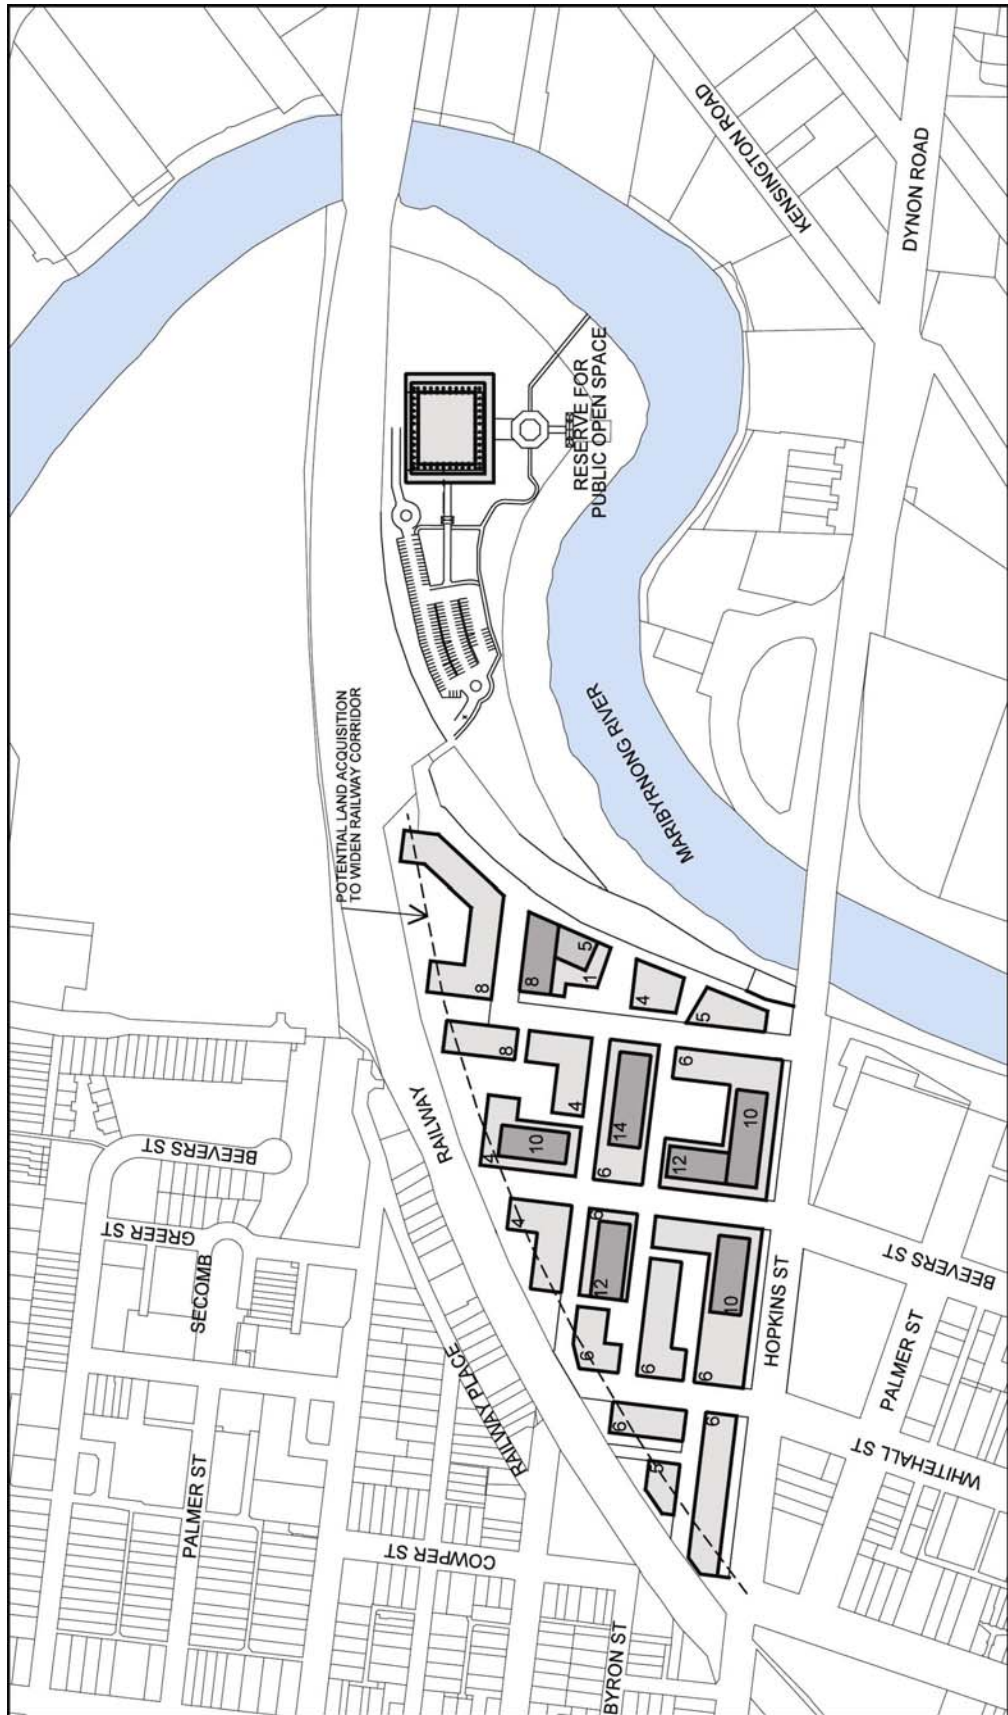 KENSINGTON ROAD
DYNON ROAD
RESERVE FOR
PUBLIC OPEN SPACE
POTENTIAL LAND ACQUISITION
TO WIDEN RAILWAY CORRIDOR
MARIBYRNONG RIVER
8
8
5
1
4
5
8
4
6
14
6
10
4
10
12
4
6
12
10
6
6
6
6
6
5
RAILWAY
BEEVERS ST
GREER ST
SECOMB
RAILWAY PLACE
PALMER ST
COWPER ST
BYRON ST
HOPKINS ST
BEEVERS ST
PALMER ST
WHITEHALL ST